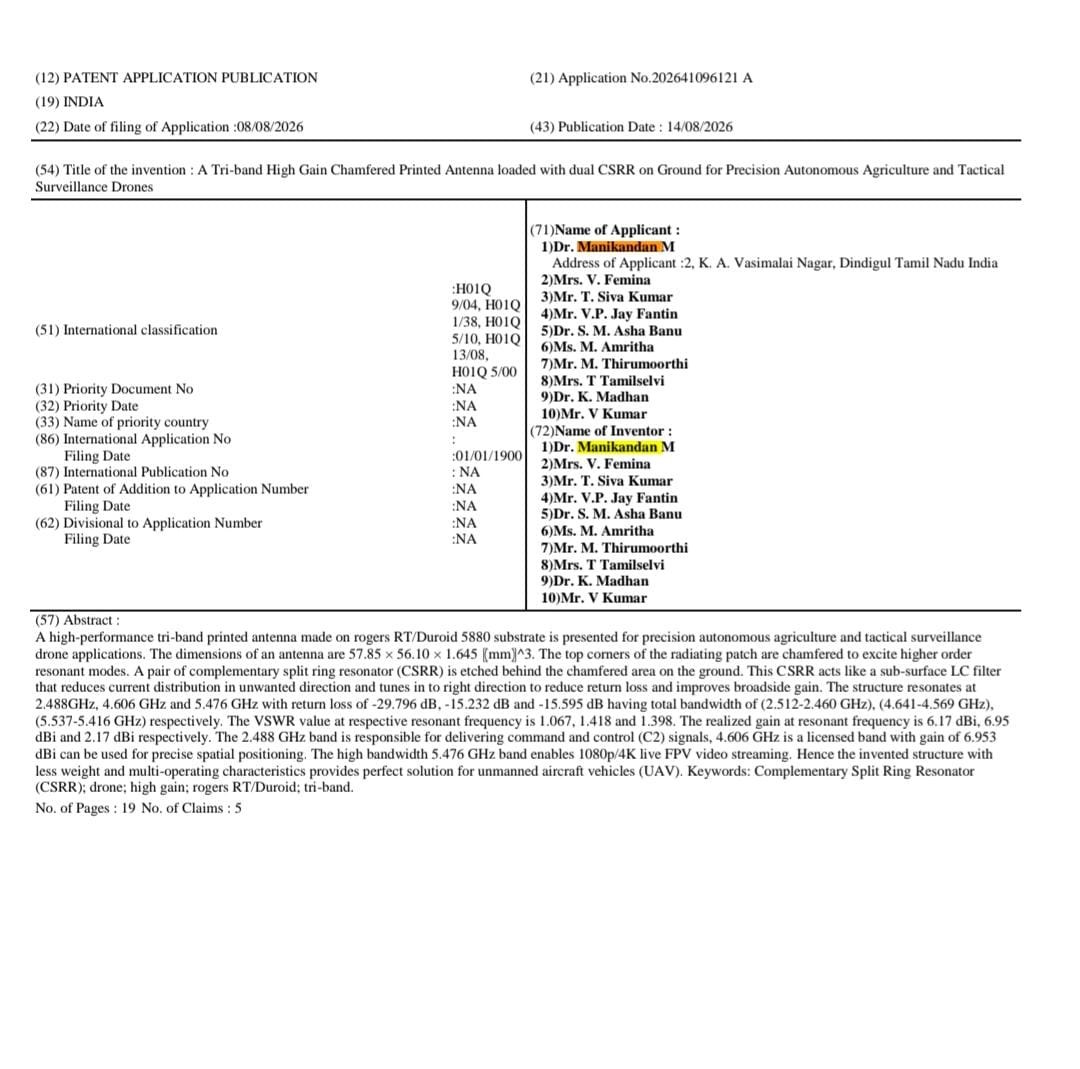 (12) PATENT APPLICATION PUBLICATION
(21) Application No.202641096121 A
(19) INDIA
(22) Date of filing of Application :08/08/2026
(43) Publication Date : 14/08/2026
(54) Title of the invention : A Tri-band High Gain Chamfered Printed Antenna loaded with dual CSRR on Ground for Precision Autonomous Agriculture and Tactical
Surveillance Drones
(51) International classification
:H01Q
9/04, H01Q
1/38, H01Q
5/10, H01Q
13/08,
H01Q 5/00
(31) Priority Document No :NA
(32) Priority Date :NA
(33) Name of priority country :NA
(86) International Application No :
Filing Date :01/01/1900
(87) International Publication No : NA
(61) Patent of Addition to Application Number :NA
Filing Date :NA
(62) Divisional to Application Number :NA
Filing Date :NA
(71)Name of Applicant :
1)Dr. Manikandan M
Address of Applicant :2, K. A. Vasimalai Nagar, Dindigul Tamil Nadu India
2)Mrs. V. Femina
3)Mr. T. Siva Kumar
4)Mr. V.P. Jay Fantin
5)Dr. S. M. Asha Banu
6)Ms. M. Amritha
7)Mr. M. Thirumoorthi
8)Mrs. T Tamilselvi
9)Dr. K. Madhan
10)Mr. V Kumar
(72)Name of Inventor :
1)Dr. Manikandan M
2)Mrs. V. Femina
3)Mr. T. Siva Kumar
4)Mr. V.P. Jay Fantin
5)Dr. S. M. Asha Banu
6)Ms. M. Amritha
7)Mr. M. Thirumoorthi
8)Mrs. T Tamilselvi
9)Dr. K. Madhan
10)Mr. V Kumar
(57) Abstract :
A high-performance tri-band printed antenna made on rogers RT/Duroid 5880 substrate is presented for precision autonomous agriculture and tactical surveillance
drone applications. The dimensions of an antenna are 57.85 × 56.10 × 1.645 〖mm〗^3. The top corners of the radiating patch are chamfered to excite higher order
resonant modes. A pair of complementary split ring resonator (CSRR) is etched behind the chamfered area on the ground. This CSRR acts like a sub-surface LC filter
that reduces current distribution in unwanted direction and tunes in to right direction to reduce return loss and improves broadside gain. The structure resonates at
2.488GHz, 4.606 GHz and 5.476 GHz with return loss of -29.796 dB, -15.232 dB and -15.595 dB having total bandwidth of (2.512-2.460 GHz), (4.641-4.569 GHz),
(5.537-5.416 GHz) respectively. The VSWR value at respective resonant frequency is 1.067, 1.418 and 1.398. The realized gain at resonant frequency is 6.17 dBi, 6.95
dBi and 2.17 dBi respectively. The 2.488 GHz band is responsible for delivering command and control (C2) signals, 4.606 GHz is a licensed band with gain of 6.953
dBi can be used for precise spatial positioning. The high bandwidth 5.476 GHz band enables 1080p/4K live FPV video streaming. Hence the invented structure with
less weight and multi-operating characteristics provides perfect solution for unmanned aircraft vehicles (UAV). Keywords: Complementary Split Ring Resonator
(CSRR); drone; high gain; rogers RT/Duroid; tri-band.
No. of Pages : 19 No. of Claims : 5